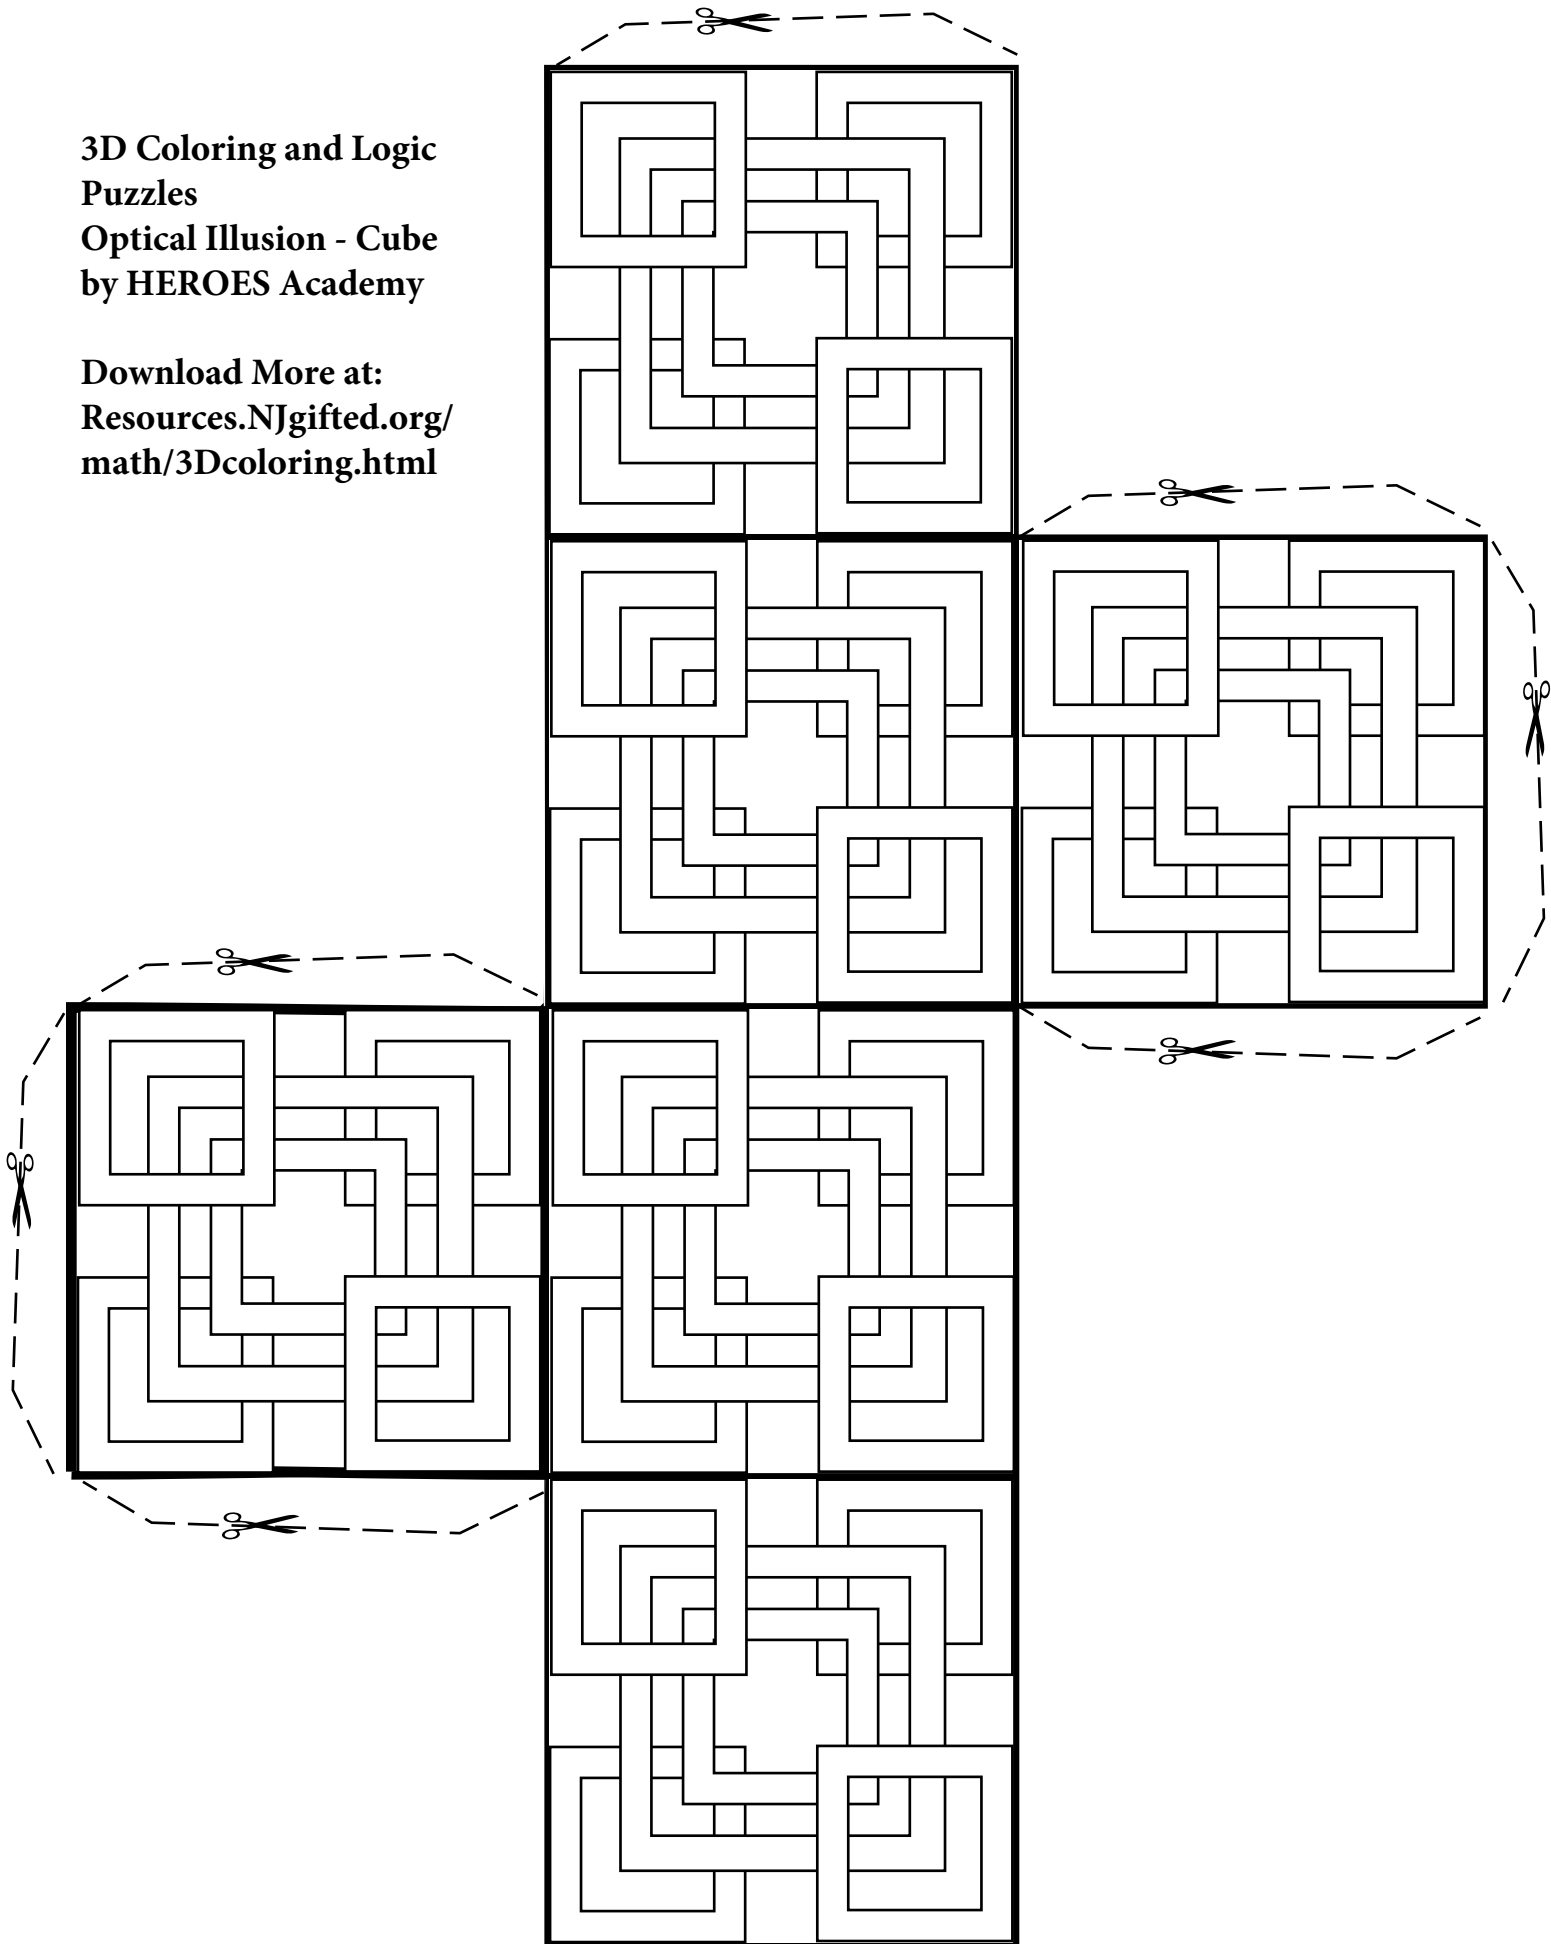 3D Coloring and Logic
Puzzles
Optical Illusion - Cube
by HEROES Academy
Download More at:
Resources.NJgifted.org/
math/3Dcoloring.html